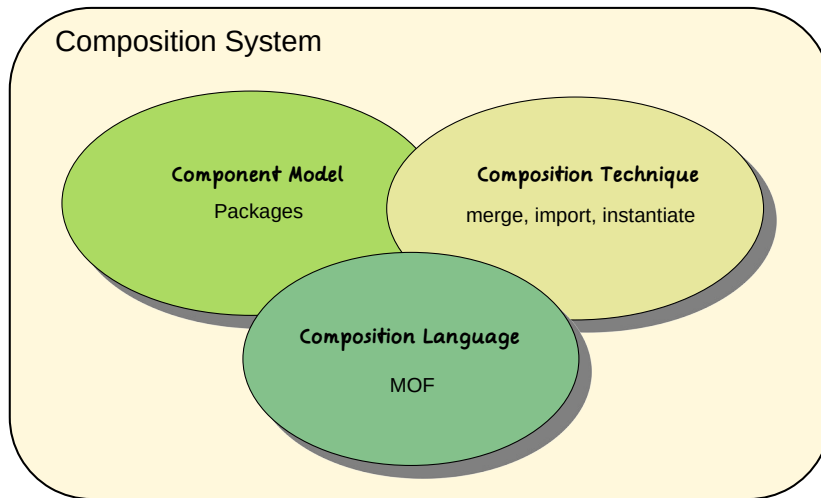 Composition System
Component Model
Packages
Composition Technique
merge, import, instantiate
Composition Language
MOF